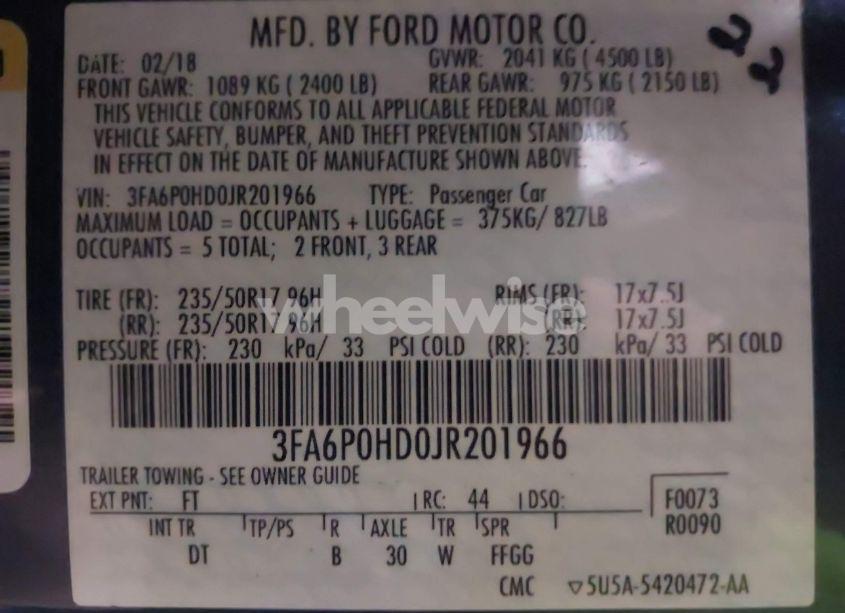 MFD. BY FORD MOTOR CO.
22
DATE: 02/18 GVWR: 2041 KG ( 4500 LB)
FRONT GAWR: 1089 KG ( 2400 LB) REAR GAWR: 975 KG ( 2150 LB)
THIS VEHICLE CONFORMS TO ALL APPLICABLE FEDERAL MOTOR
VEHICLE SAFETY, BUMPER, AND THEFT PREVENTION STANDARDS
IN EFFECT ON THE DATE OF MANUFACTURE SHOWN ABOVE.
VIN: 3FA6P0HD0JR201966 TYPE: Passenger Car
MAXIMUM LOAD = OCCUPANTS + LUGGAGE = 375KG/ 827LB
OCCUPANTS = 5 TOTAL; 2 FRONT, 3 REAR
TIRE (FR): 235/50R17 96H RIMS (FR): 17x7.5J
wheelwise
(RR): 235/50R17 96H (RR): 17x7.5J
PRESSURE (FR): 230 kPa/ 33 PSI COLD (RR): 230 kPa/ 33 PSI COLD
3FA6P0HD0JR201966
TRAILER TOWING - SEE OWNER GUIDE
EXT PNT: FT RC: 44 DSO: F0073
INT TR TP/PS R AXLE TR SPR R0090
DT B 30 W FFGG
CMC ▽5U5A-5420472-AA